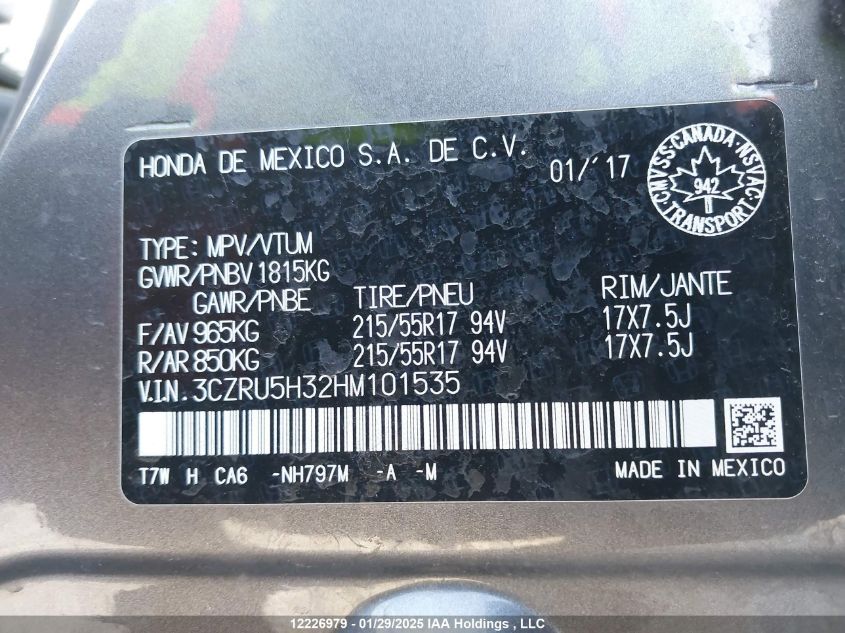 HONDA DE MEXICO S.A. DE C.V. 01/'17
CMVSS·CANADA·NSVAC
942
TRANSPORT
TYPE: MPV/VTUM
GVWR/PNBV 1815KG
GAWR/PNBE TIRE/PNEU RIM/JANTE
F/AV 965KG 215/55R17 94V 17X7.5J
R/AR 850KG 215/55R17 94V 17X7.5J
V.I.N. 3CZRU5H32HM101535
T7W H CA6 -NH797M -A -M MADE IN MEXICO
12226979 - 01/29/2025 IAA Holdings , LLC